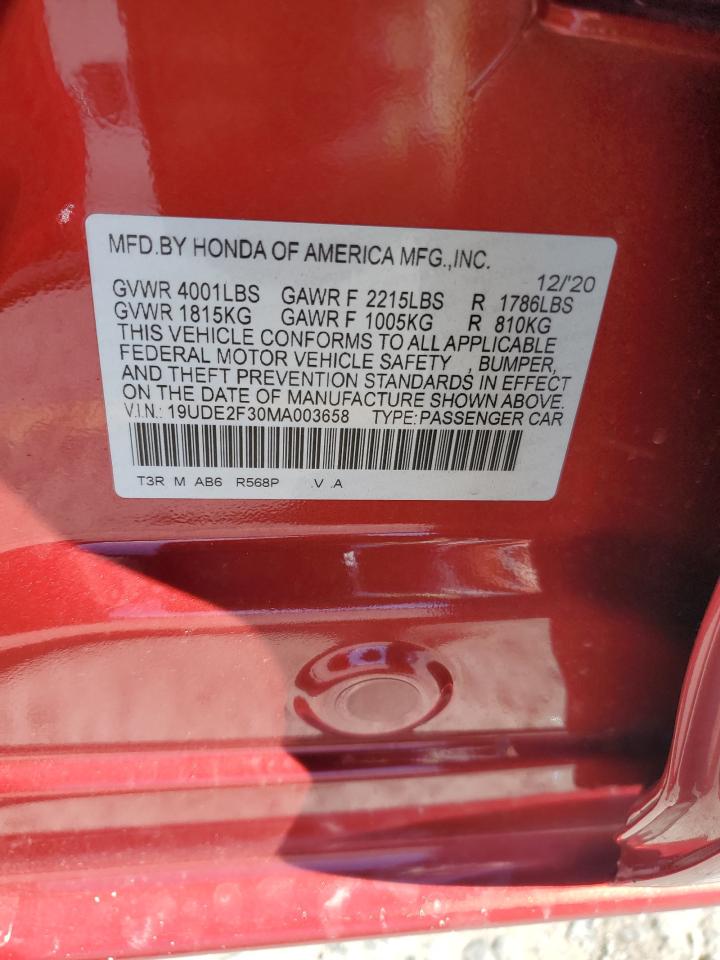 MFD.BY HONDA OF AMERICA MFG.,INC.
12/'20
GVWR 4001LBS GAWR F 2215LBS R 1786LBS
GVWR 1815KG GAWR F 1005KG R 810KG
THIS VEHICLE CONFORMS TO ALL APPLICABLE
FEDERAL MOTOR VEHICLE SAFETY , BUMPER,
AND THEFT PREVENTION STANDARDS IN EFFECT
ON THE DATE OF MANUFACTURE SHOWN ABOVE.
V.I.N.: 19UDE2F30MA003658 TYPE:PASSENGER CAR
T3R M AB6 R568P .V .A